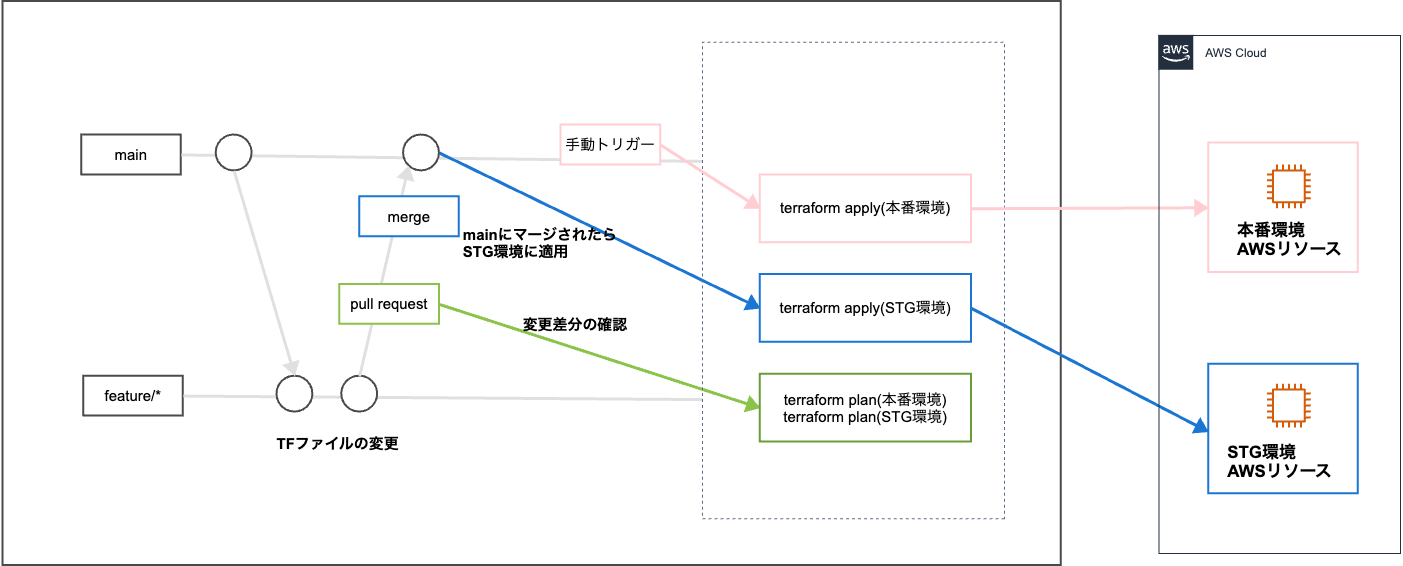 aws
AWS Cloud
main
手動トリガー
terraform apply(本番環境)
本番環境
AWSリソース
merge
mainにマージされたら
STG環境に適用
pull request
変更差分の確認
terraform apply(STG環境)
feature/*
TFファイルの変更
terraform plan(本番環境)
terraform plan(STG環境)
STG環境
AWSリソース